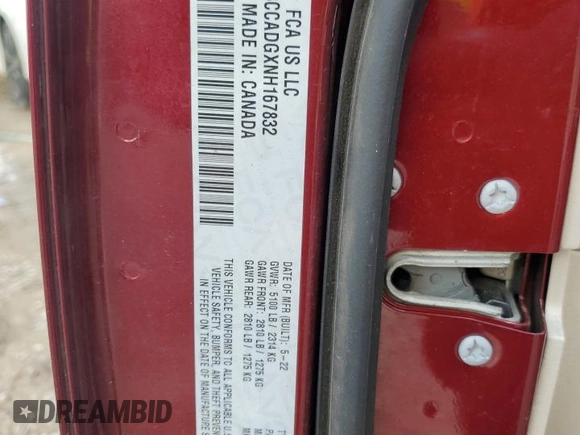 FCA US LLC
CCADGXNH167832
MADE IN CANADA
DATE OF MFR (BUILT): 5-22
GVWR: 5100 LB / 2314 KG
GAWR FRONT: 2810 LB / 1275 KG
GAWR REAR: 2810 LB / 1275 KG
THIS VEHICLE CONFORMS TO ALL APPLICABLE U.S.
VEHICLE SAFETY, BUMPER, AND THEFT PREVEN
IN EFFECT ON THE DATE OF MANUFACTURE S
DREAMBID